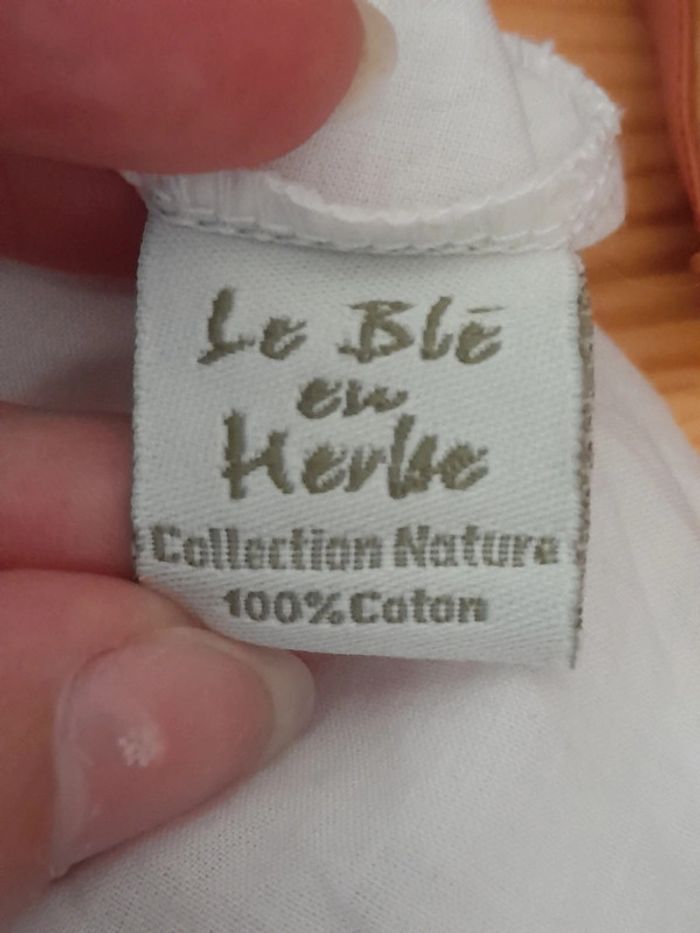 Le Blé
en
Herbe
Collection Nature
100% Coton